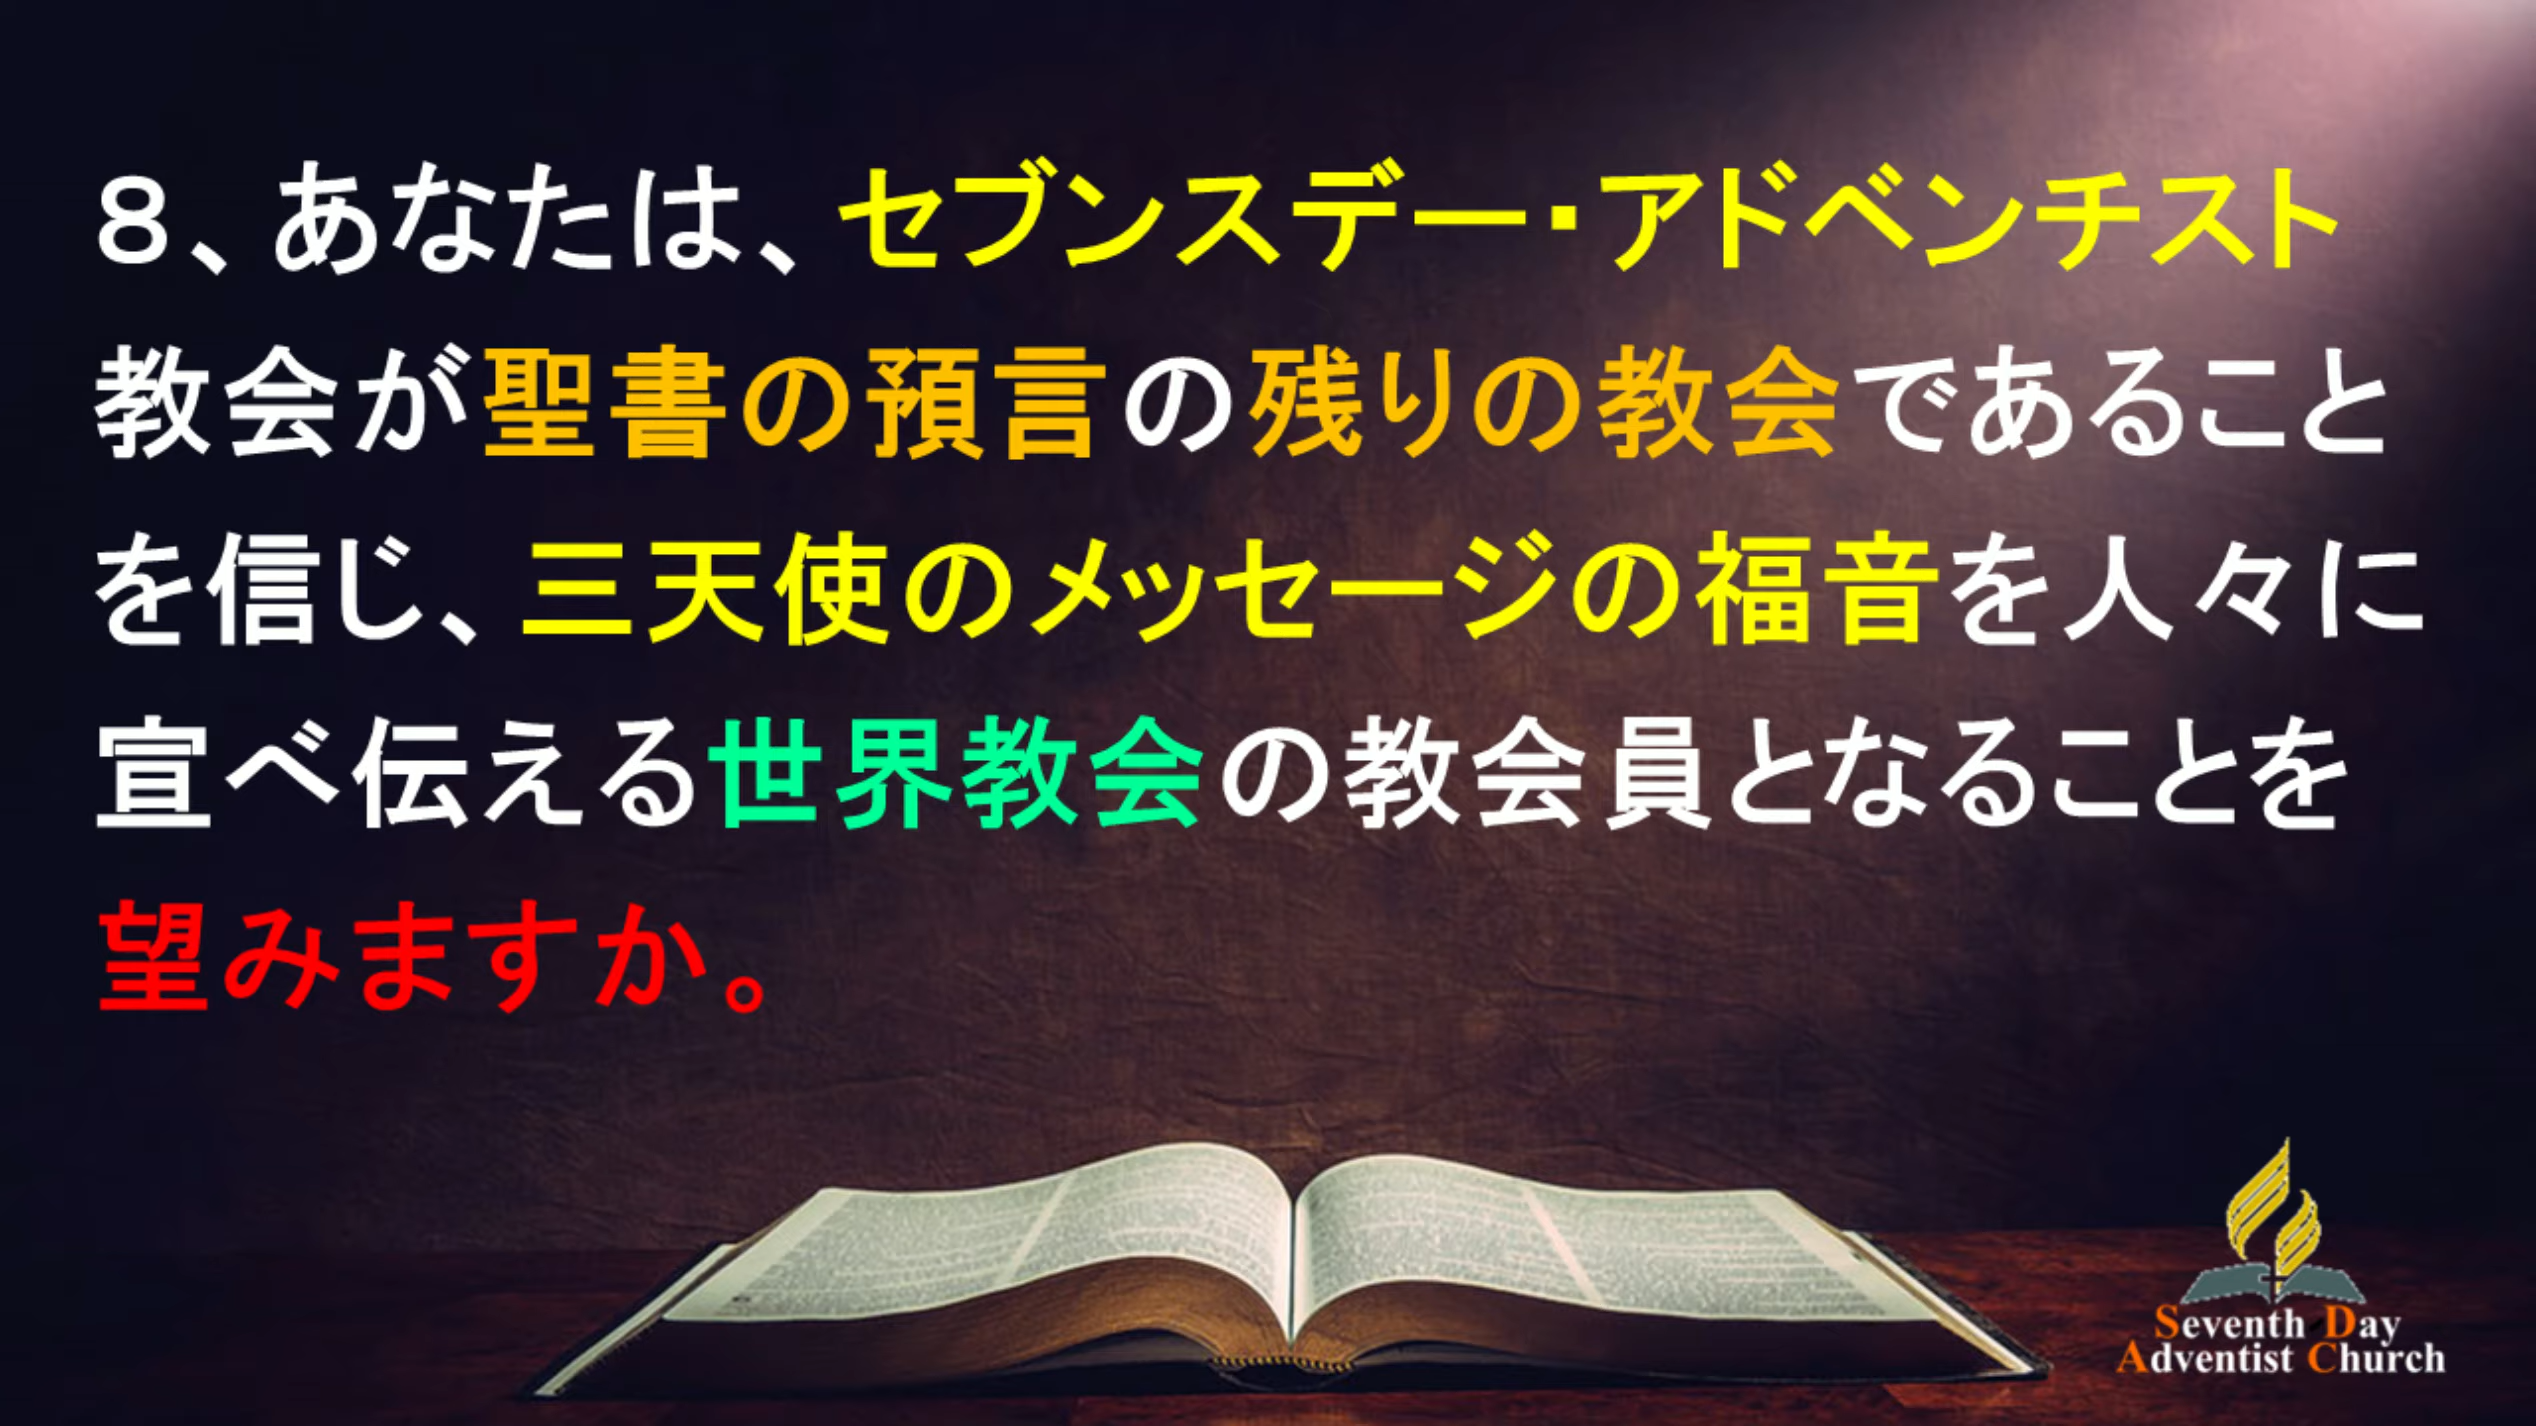 ８、あなたは、セブンスデー・アドベンチスト
教会が聖書の預言の残りの教会であること
を信じ、三天使のメッセージの福音を人々に
宣べ伝える世界教会の教会員となることを
望みますか。
Seventh Day
Adventist Church